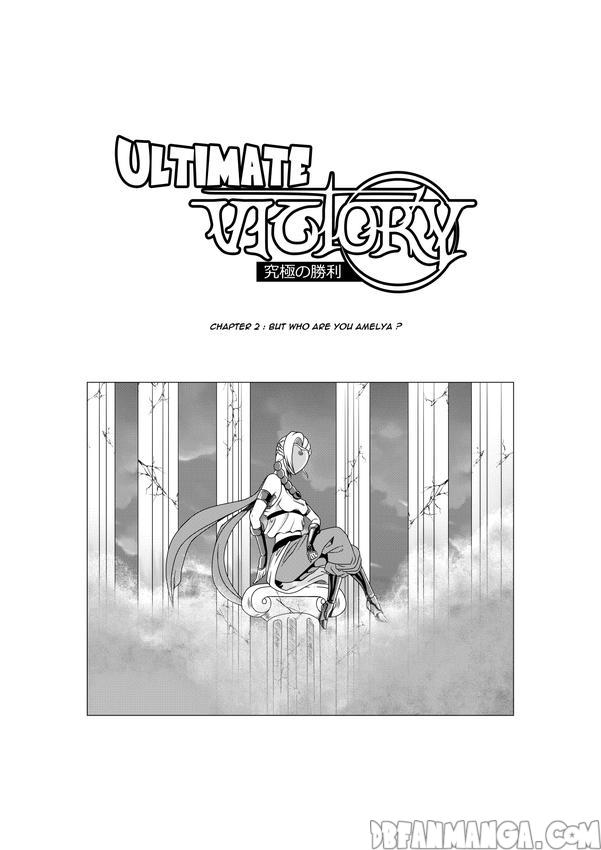 ULTIMATE
VICTORY
究極の勝利
CHAPTER 2 : BUT WHO ARE YOU AMELYA ?
DBFANMANGA.COM